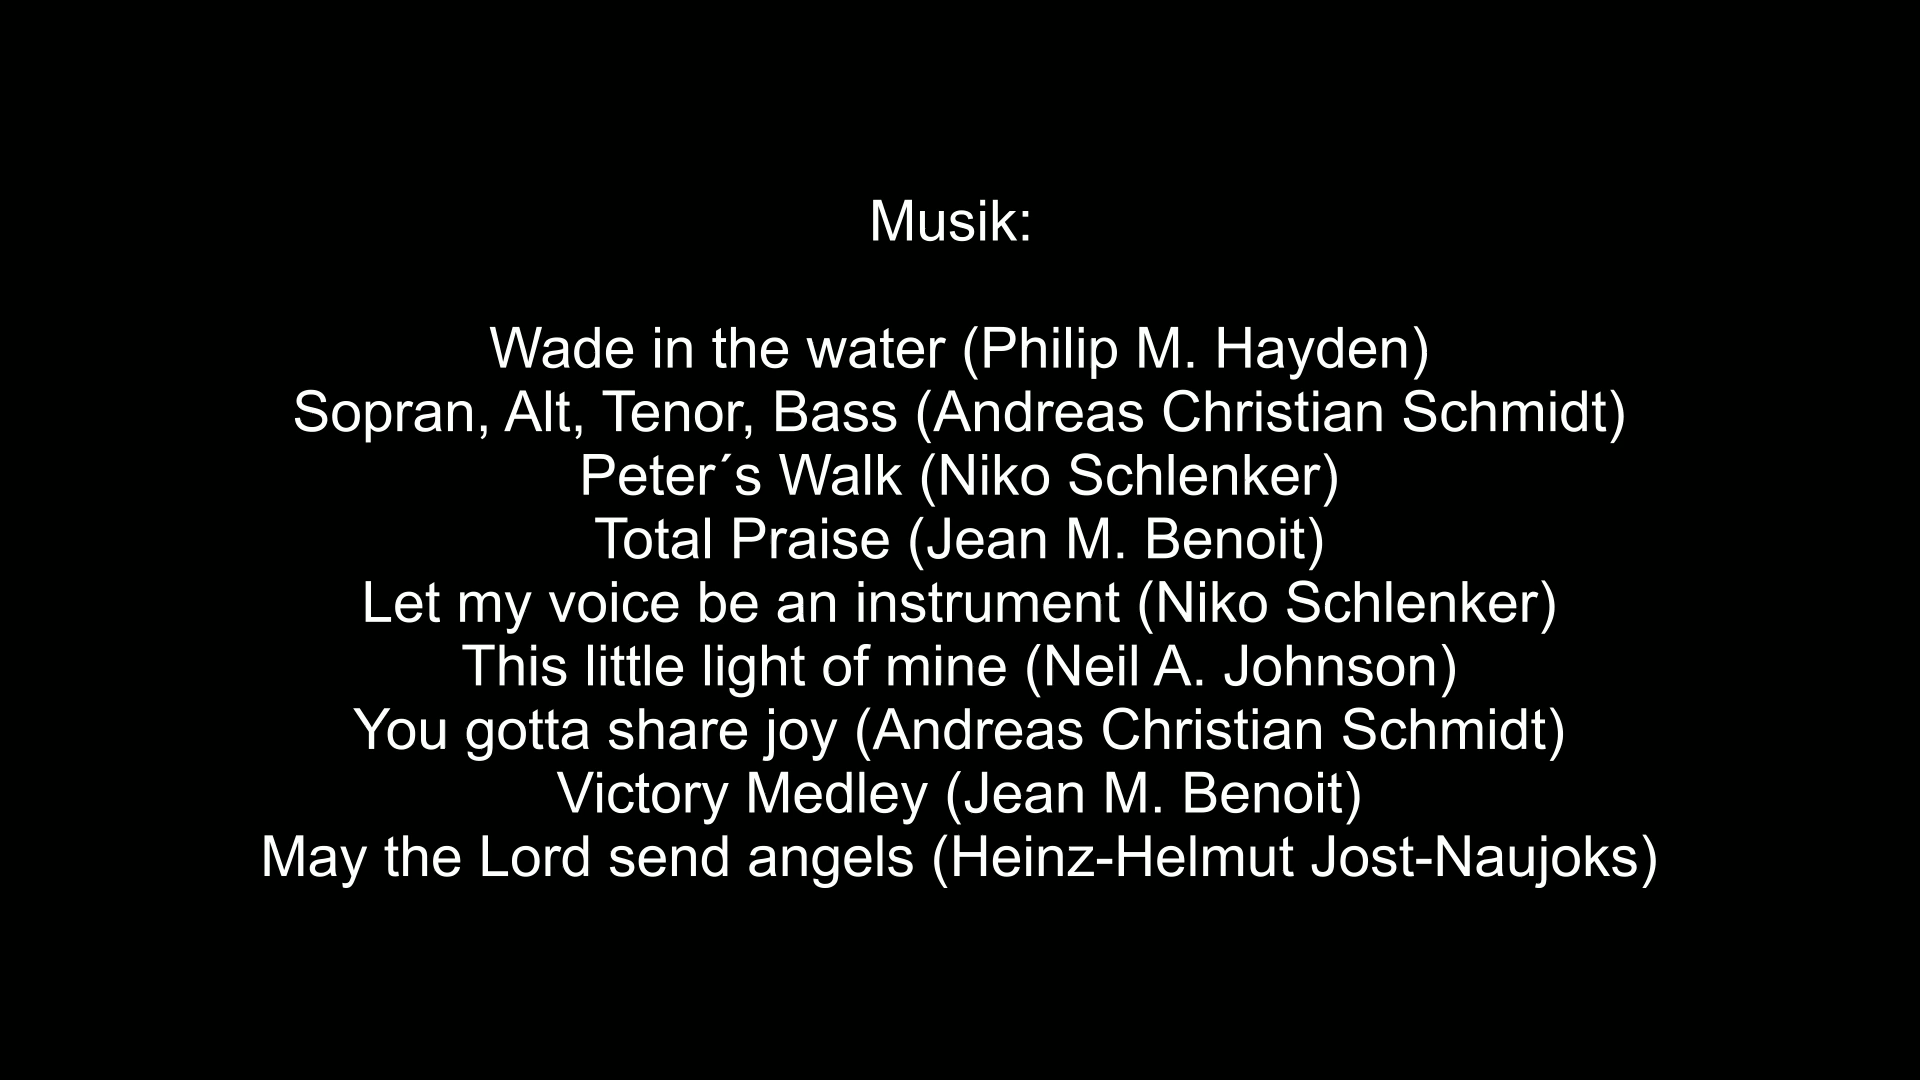 Musik:
Wade in the water (Philip M. Hayden)
Sopran, Alt, Tenor, Bass (Andreas Christian Schmidt)
Peter´s Walk (Niko Schlenker)
Total Praise (Jean M. Benoit)
Let my voice be an instrument (Niko Schlenker)
This little light of mine (Neil A. Johnson)
You gotta share joy (Andreas Christian Schmidt)
Victory Medley (Jean M. Benoit)
May the Lord send angels (Heinz-Helmut Jost-Naujoks)